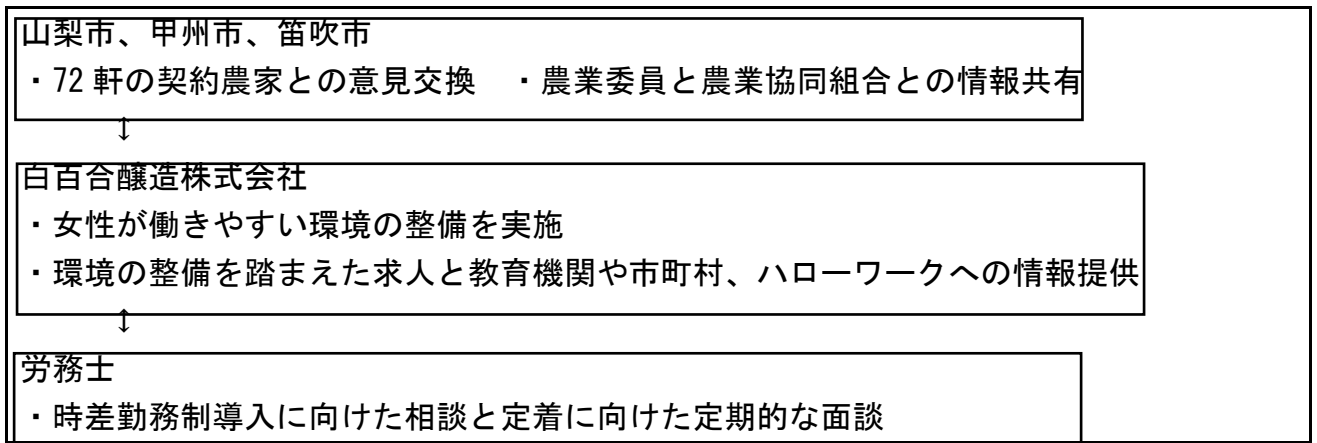 山梨市、甲州市、笛吹市
・72 軒の契約農家との意見交換　・農業委員と農業協同組合との情報共有
↕
白百合醸造株式会社
・女性が働きやすい環境の整備を実施
・環境の整備を踏まえた求人と教育機関や市町村、ハローワークへの情報提供
↕
労務士
・時差勤務制導入に向けた相談と定着に向けた定期的な面談